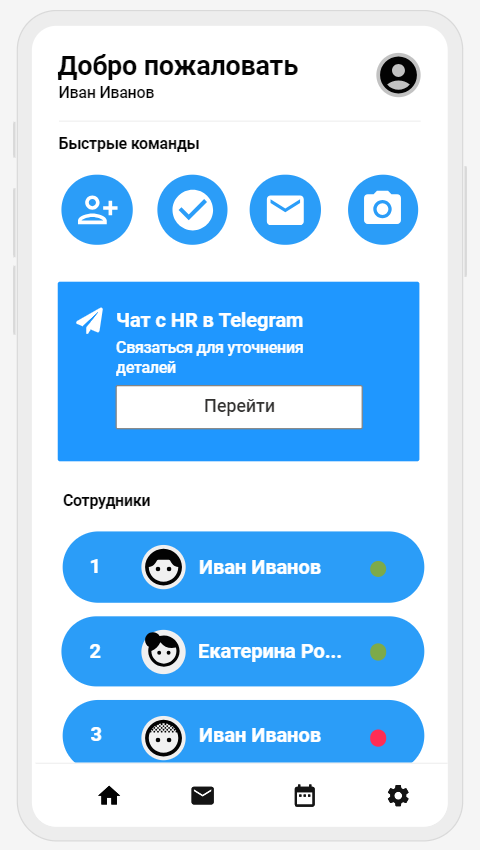 Добро пожаловать
Иван Иванов
Быстрые команды
Чат с HR в Telegram
Связаться для уточнения
деталей
Перейти
Сотрудники
1 Иван Иванов
2 Екатерина Ро...
3 Иван Иванов